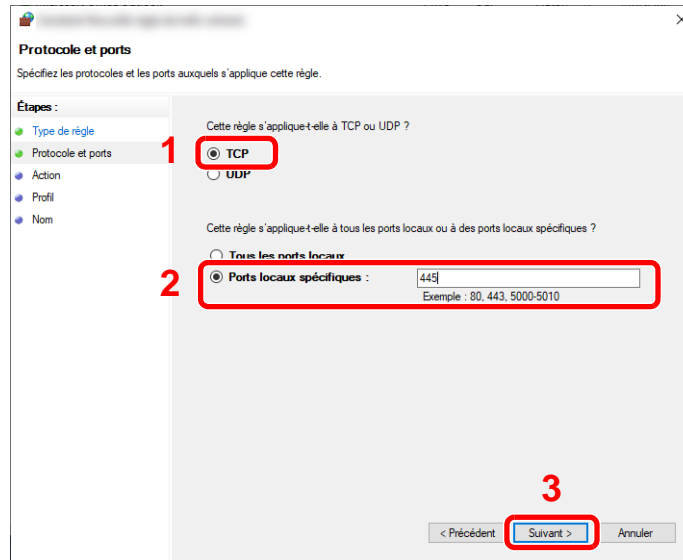 Protocole et ports
Spécifiez les protocoles et les ports auxquels s'applique cette règle.
Étapes :
Type de règle
Protocole et ports
Action
Profil
Nom
Cette règle s'applique-t-elle à TCP ou UDP ?
1
TCP
UDP
Cette règle s'applique-t-elle à tous les ports locaux ou à des ports locaux spécifiques ?
Tous les ports locaux
2
Ports locaux spécifiques : 445
Exemple : 80, 443, 5000-5010
3
< Précédent Suivant > Annuler